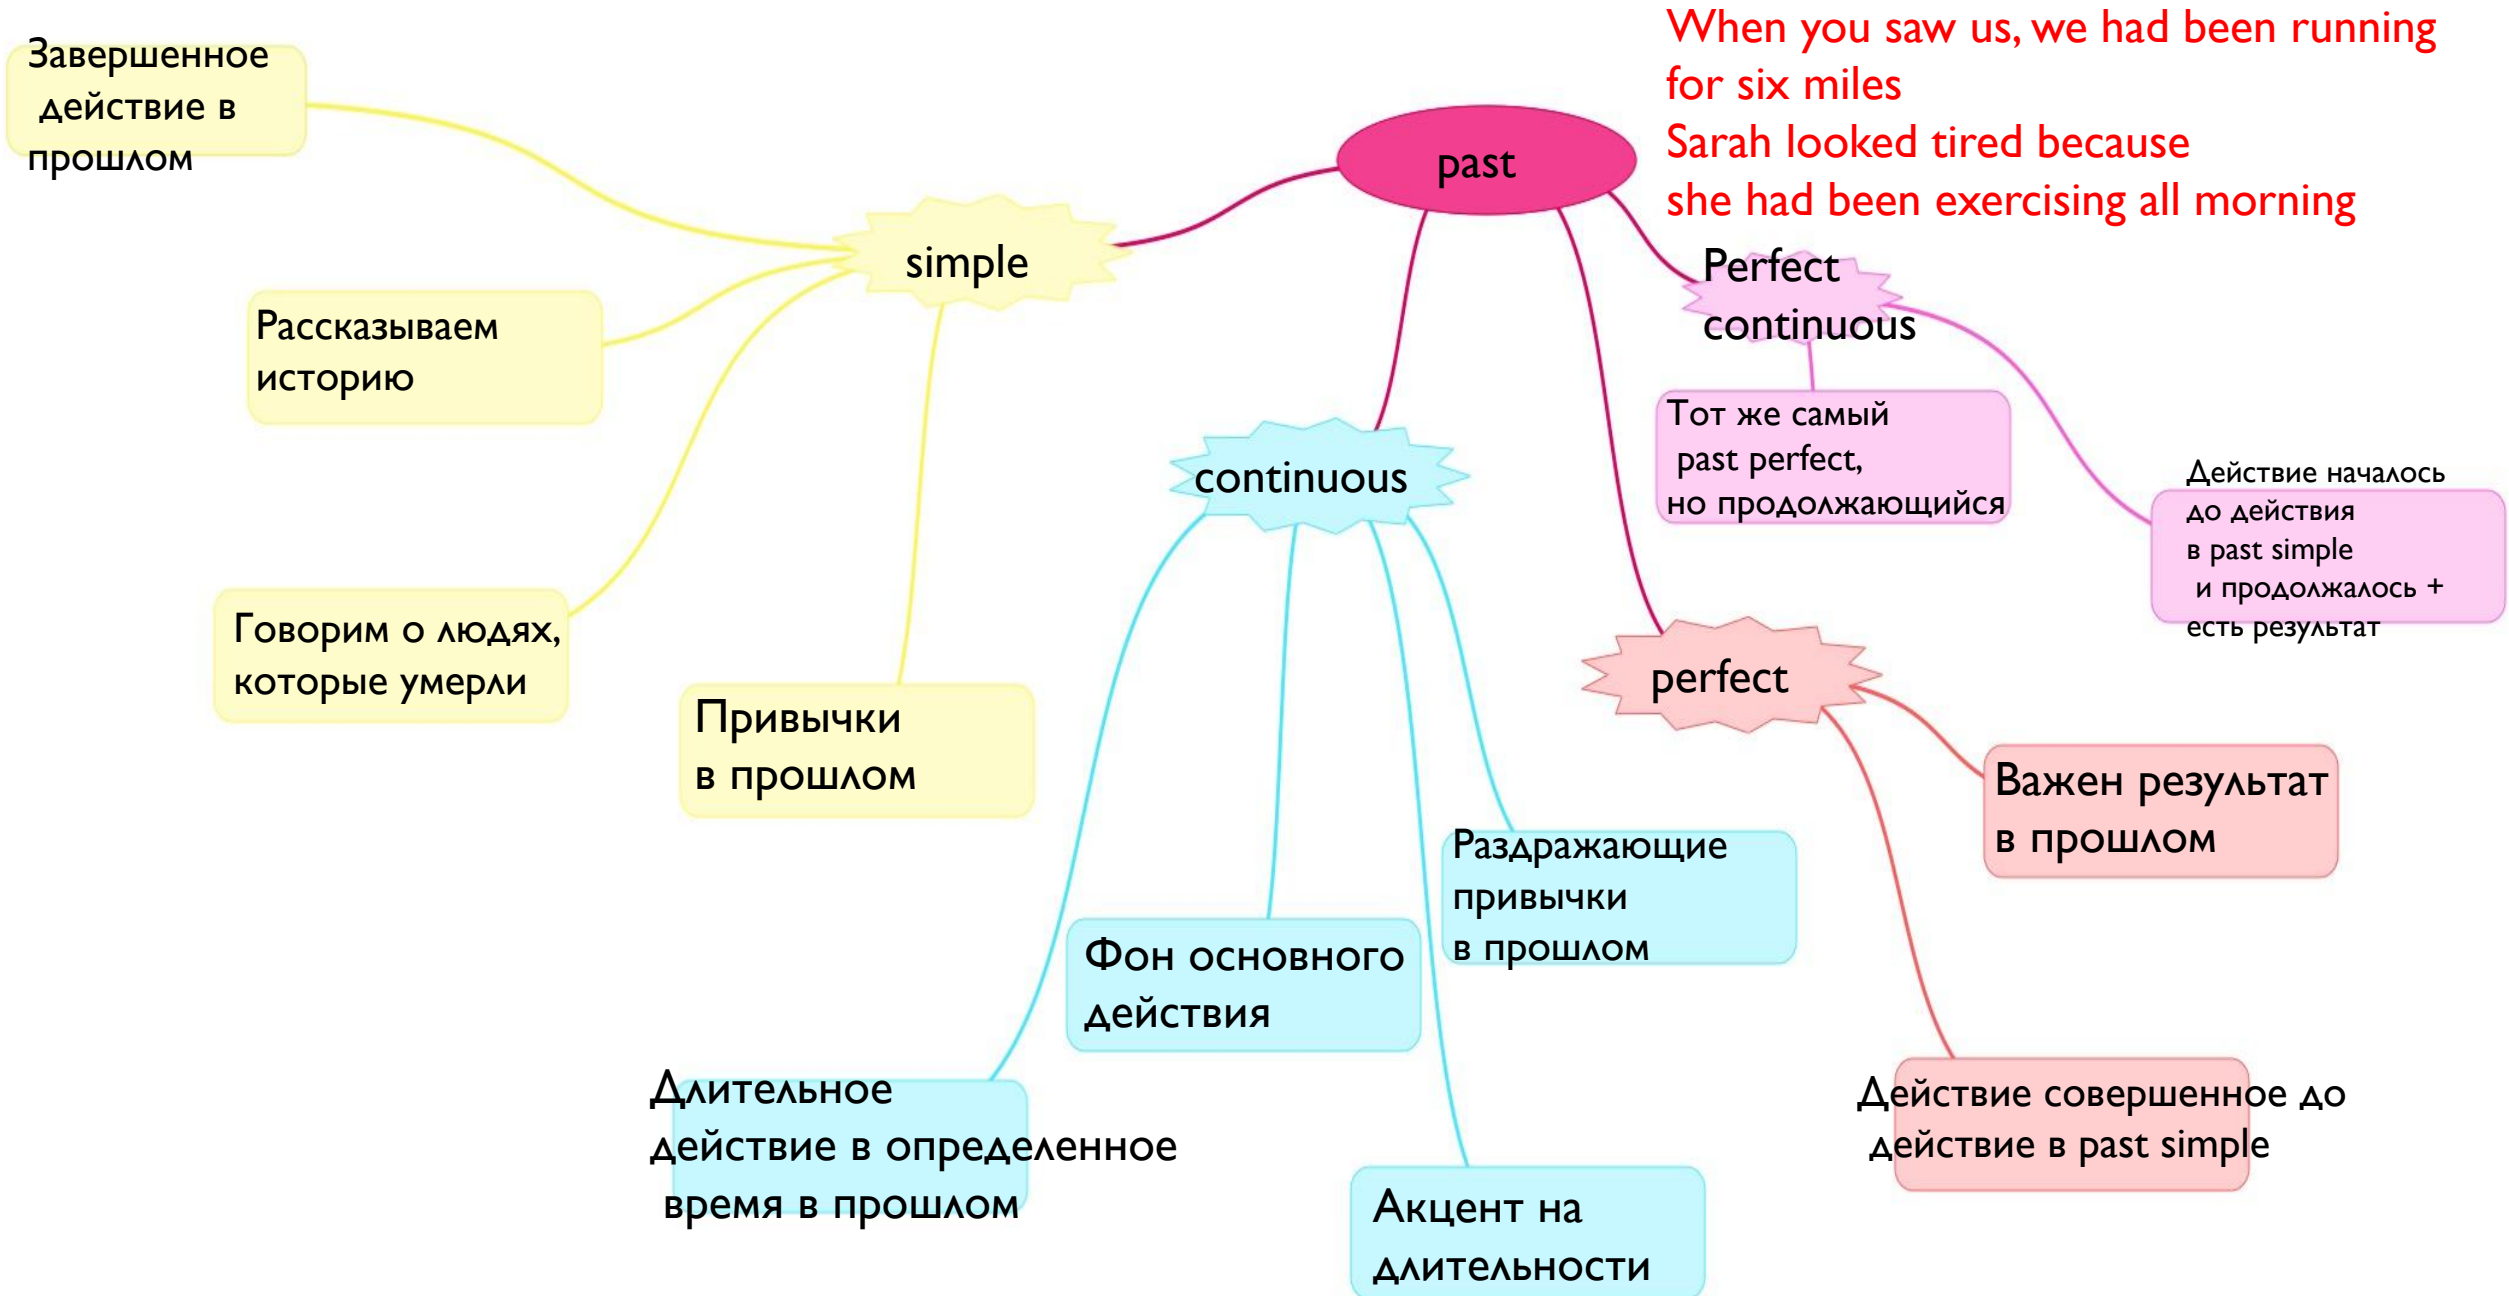 When you saw us, we had been running
for six miles
Sarah looked tired because
she had been exercising all morning
past
simple
Завершенное
действие в
прошлом
Рассказываем
историю
Говорим о людях,
которые умерли
Привычки
в прошлом
continuous
Длительное
действие в определенное
время в прошлом
Фон основного
действия
Акцент на
длительности
Раздражающие
привычки
в прошлом
perfect
Важен результат
в прошлом
Действие совершенное до
действие в past simple
Perfect
continuous
Тот же самый
past perfect,
но продолжающийся
Действие началось
до действия
в past simple
и продолжалось +
есть результат